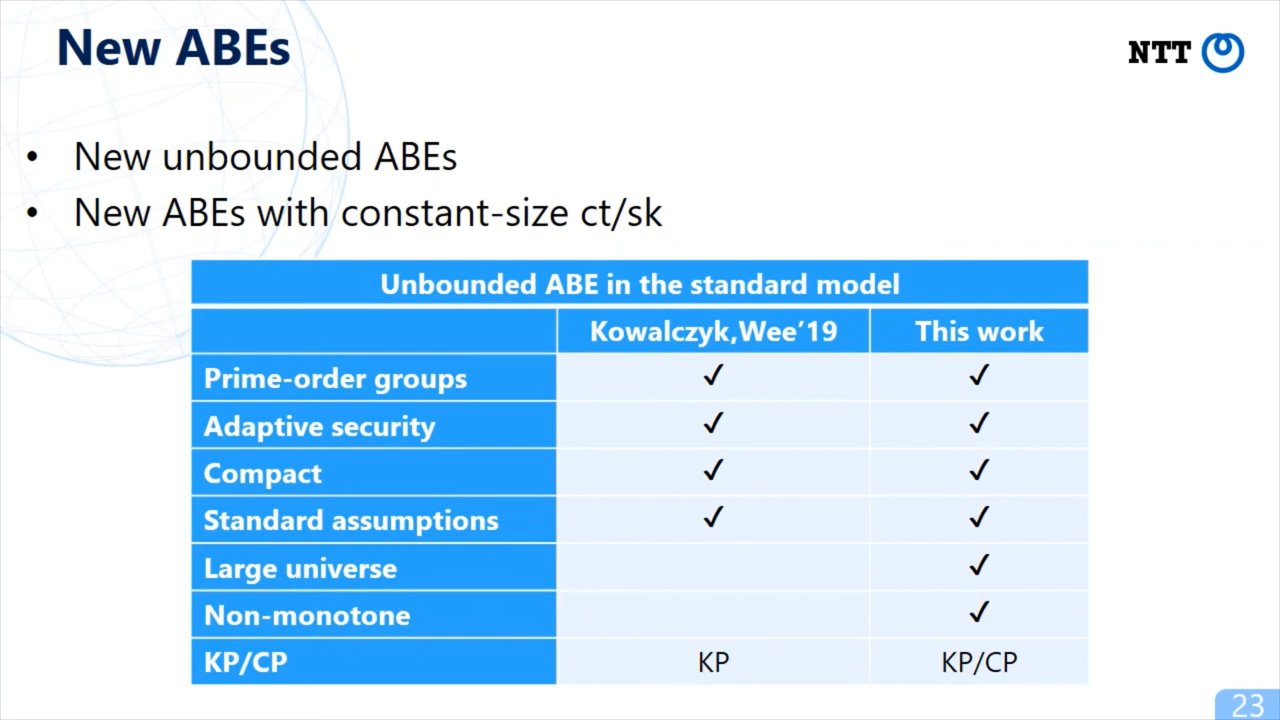 New ABEs
NTT
• New unbounded ABEs
• New ABEs with constant-size ct/sk
Unbounded ABE in the standard model
Kowalczyk,Wee’19 This work
Prime-order groups ✓ ✓
Adaptive security ✓ ✓
Compact ✓ ✓
Standard assumptions ✓ ✓
Large universe ✓
Non-monotone ✓
KP/CP KP KP/CP
23